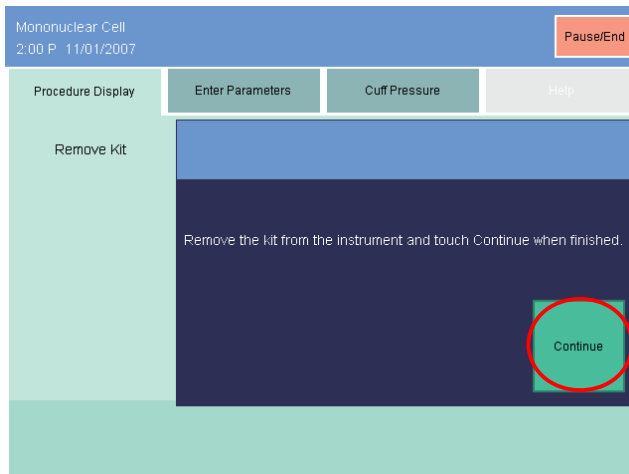 Mononuclear Cell
2:00 P 11/01/2007
Pause/End
Procedure Display
Enter Parameters
Cuff Pressure
Help
Remove Kit
Remove the kit from the instrument and touch Continue when finished.
Continue